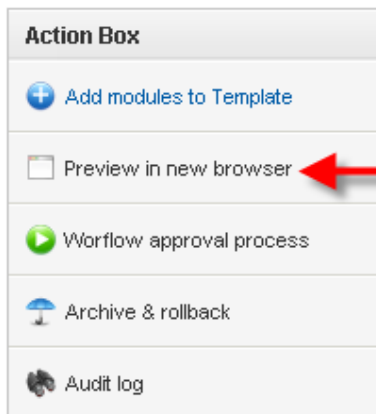 Action Box
Add modules to Template
Preview in new browser
Worflow approval process
Archive & rollback
Audit log